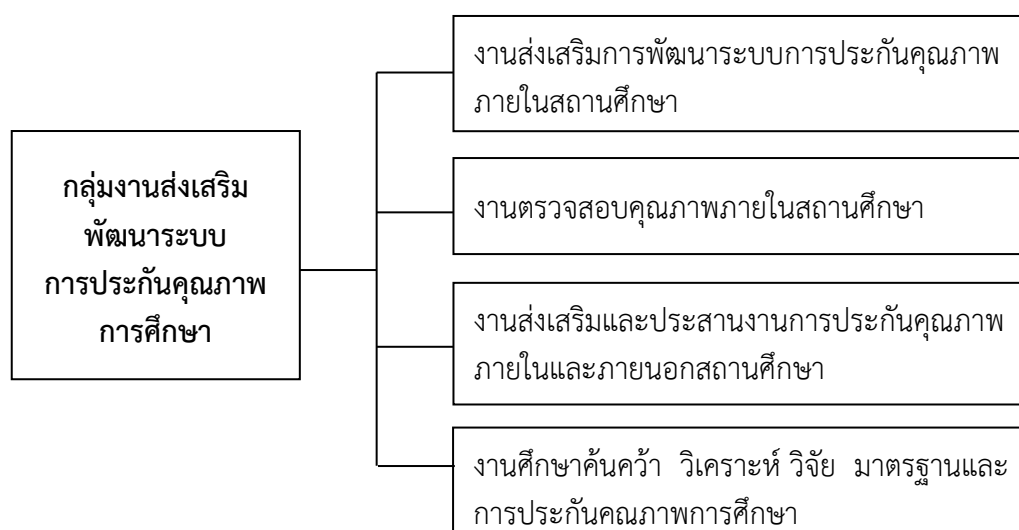 งานส่งเสริมการพัฒนาระบบการประกันคุณภาพ
ภายในสถานศึกษา
กลุ่มงานส่งเสริม
พัฒนาระบบ
การประกันคุณภาพ
การศึกษา
งานตรวจสอบคุณภาพภายในสถานศึกษา
งานส่งเสริมและประสานงานการประกันคุณภาพ
ภายในและภายนอกสถานศึกษา
งานศึกษาค้นคว้า วิเคราะห์ วิจัย มาตรฐานและ
การประกันคุณภาพการศึกษา